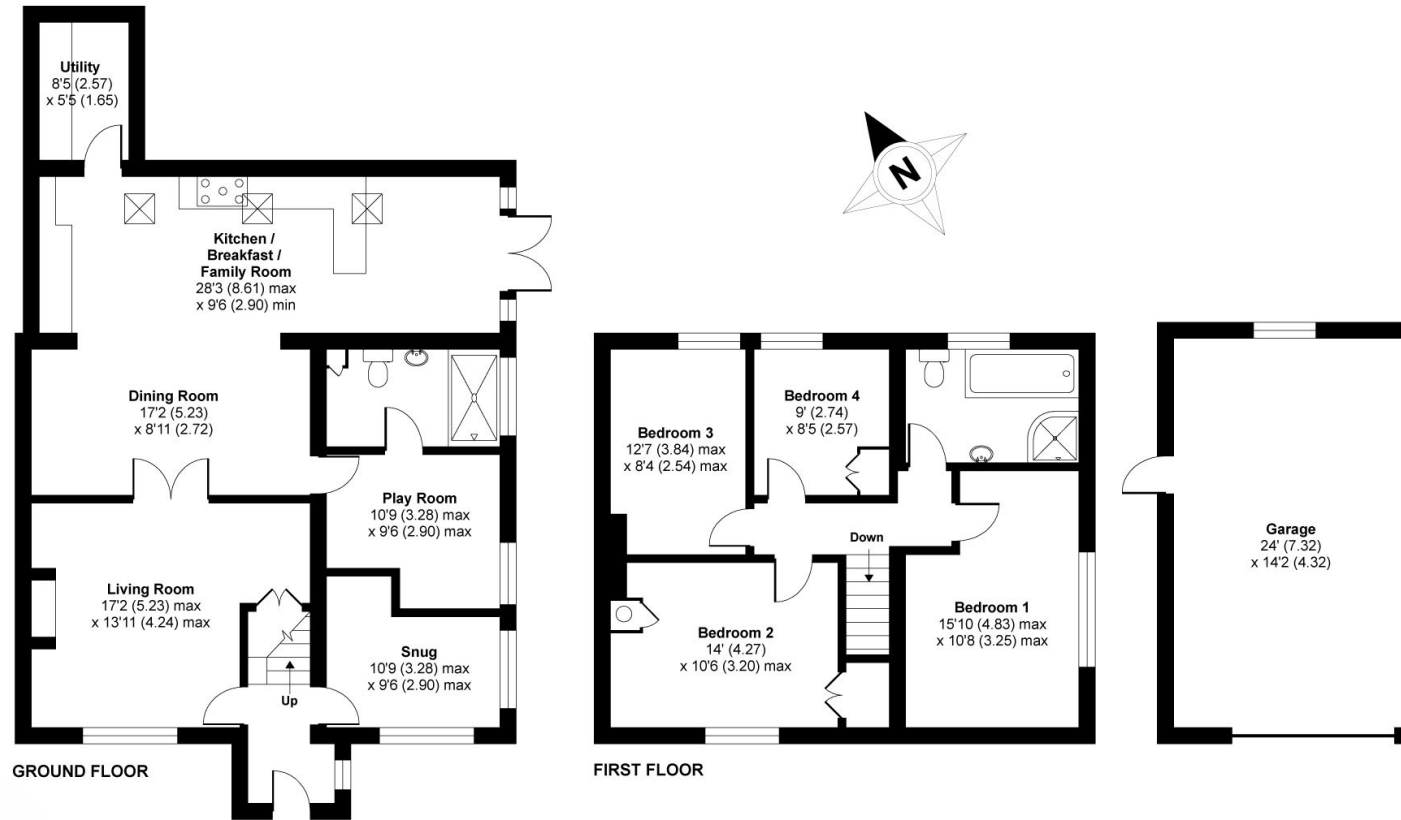 Utility
8'5 (2.57)
x 5'5 (1.65)
N
Kitchen /
Breakfast /
Family Room
28'3 (8.61) max
x 9'6 (2.90) min
Dining Room
17'2 (5.23)
x 8'11 (2.72)
Play Room
10'9 (3.28) max
x 9'6 (2.90) max
Living Room
17'2 (5.23) max
x 13'11 (4.24) max
Up
Snug
10'9 (3.28) max
x 9'6 (2.90) max
GROUND FLOOR
Bedroom 3
12'7 (3.84) max
x 8'4 (2.54) max
Bedroom 4
9' (2.74)
x 8'5 (2.57)
Down
Bedroom 2
14' (4.27)
x 10'6 (3.20) max
Bedroom 1
15'10 (4.83) max
x 10'8 (3.25) max
FIRST FLOOR
Garage
24' (7.32)
x 14'2 (4.32)